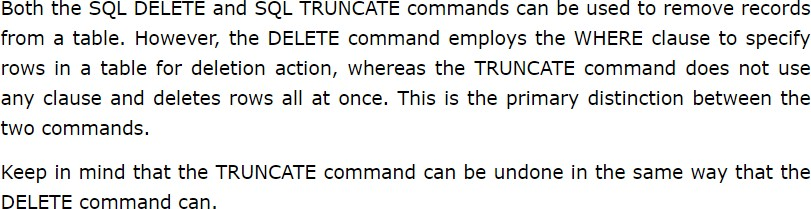 Both the SQL DELETE and SQL TRUNCATE commands can be used to remove records
from a table. However, the DELETE command employs the WHERE clause to specify
rows in a table for deletion action, whereas the TRUNCATE command does not use
any clause and deletes rows all at once. This is the primary distinction between the
two commands.
Keep in mind that the TRUNCATE command can be undone in the same way that the
DELETE command can.